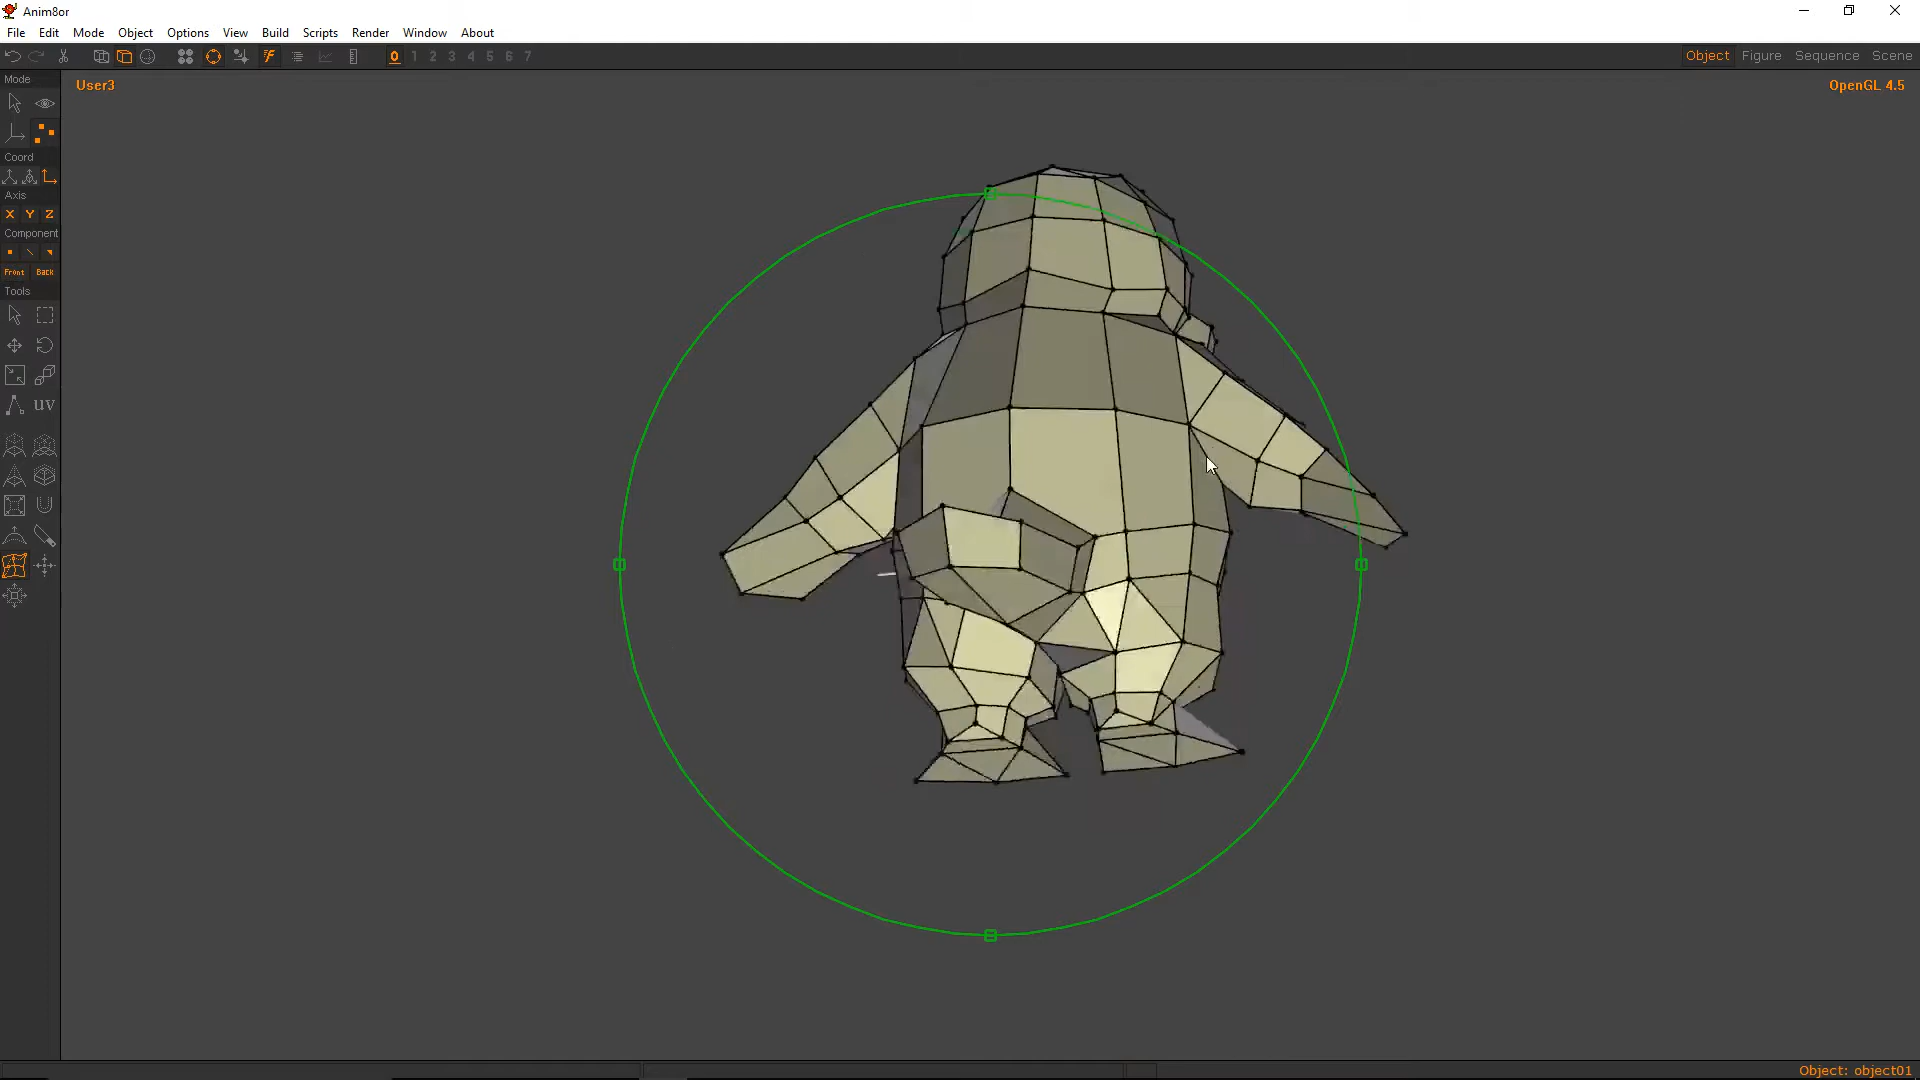 Anim8or
File Edit Mode Object Options View Build Scripts Render Window About
0 1 2 3 4 5 6 7 Object Figure Sequence Scene
Mode
User3 OpenGL 4.5
Coord
Axis
X Y Z
Component
Front Back
Tools
UV
Object: object01